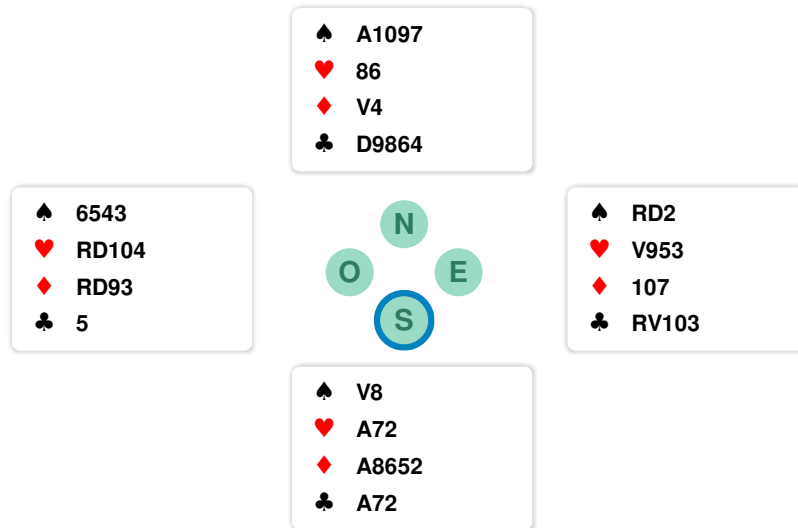 ♠ A1097
♥ 86
♦ V4
♣ D9864
♠ 6543
♥ RD104
♦ RD93
♣ 5
N
O E
S
♠ RD2
♥ V953
♦ 107
♣ RV103
♠ V8
♥ A72
♦ A8652
♣ A72